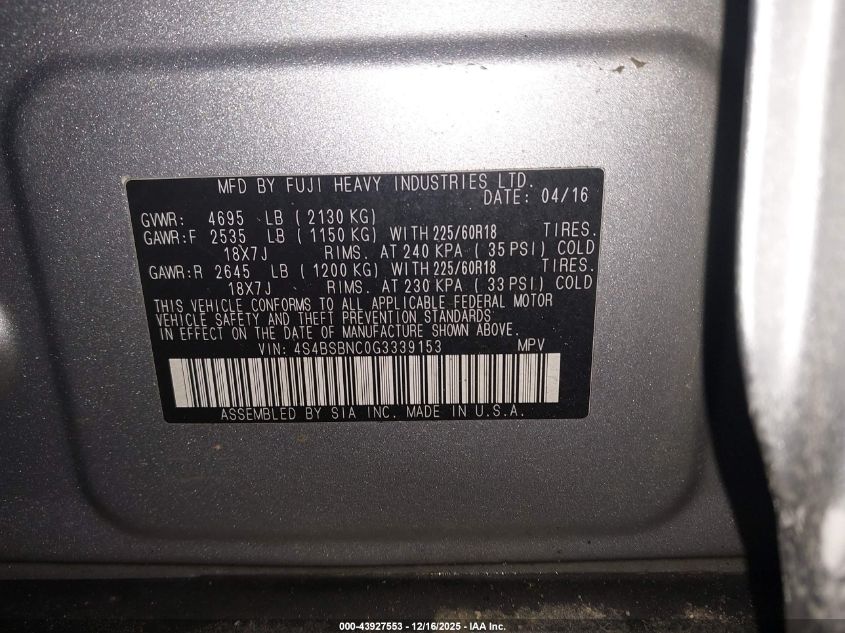 MFD BY FUJI HEAVY INDUSTRIES LTD.
DATE: 04/16
GVWR: 4695 LB ( 2130 KG)
GAWR:F 2535 LB ( 1150 KG) WITH 225/60R18 TIRES.
18X7J RIMS. AT 240 KPA ( 35 PSI) COLD
GAWR:R 2645 LB ( 1200 KG) WITH 225/60R18 TIRES.
18X7J RIMS. AT 230 KPA ( 33 PSI) COLD
THIS VEHICLE CONFORMS TO ALL APPLICABLE FEDERAL MOTOR
VEHICLE SAFETY AND THEFT PREVENTION STANDARDS
IN EFFECT ON THE DATE OF MANUFACTURE SHOWN ABOVE.
VIN: 4S4BSBNC0G3339153 MPV
ASSEMBLED BY SIA INC. MADE IN U.S.A.
000-43927553 - 12/16/2025 - IAA Inc.